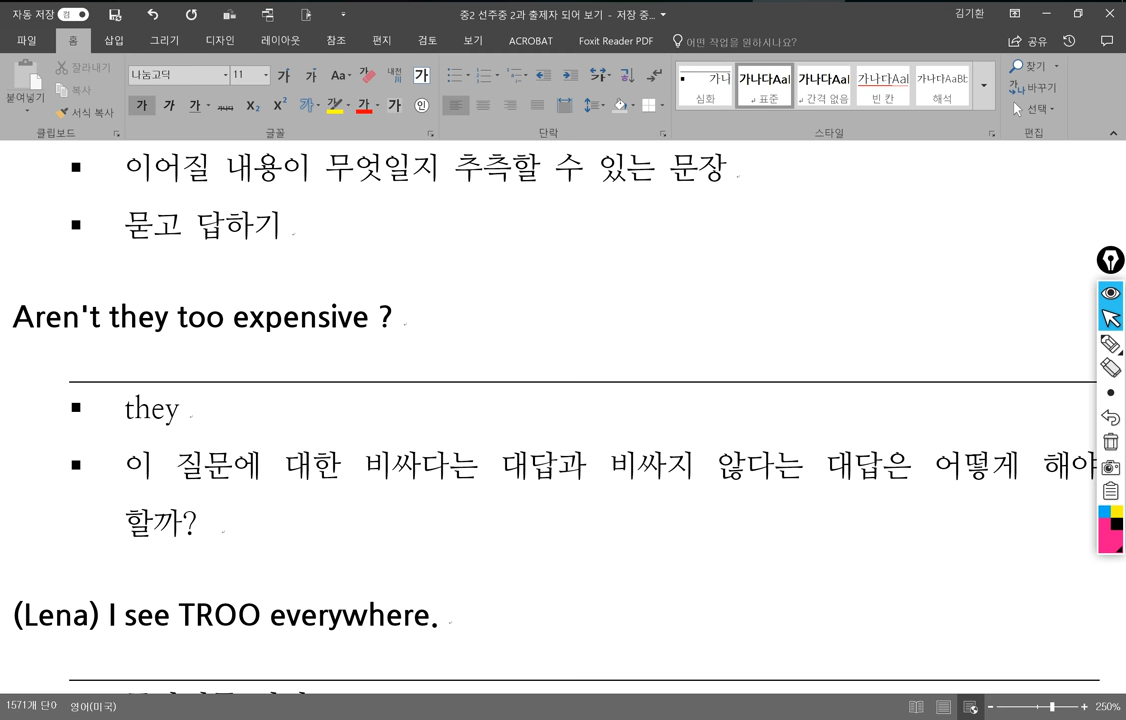 자동 저장 컴 중2 선주중 2과 출제자 되어 보기 - 저장 중... 김기환
파일 홈 삽입 그리기 디자인 레이아웃 참조 편지 검토 보기 ACROBAT Foxit Reader PDF 어떤 작업을 원하시나요? 공유
붙여넣기 잘라내기 복사 서식 복사
나눔고딕 11 가 가 Aa 가 내천 가
가 가 가 X₂ X² 가 가 가 가 인
가나 가나다AaI 가나다AaI 가나다AaI 가나다AaBb
심화 표준 간격 없음 빈 칸 해석
찾기 바꾸기 선택
클립보드 글꼴 단락 스타일 편집
이어질 내용이 무엇일지 추측할 수 있는 문장
묻고 답하기
Aren't they too expensive ?
they
이 질문에 대한 비싸다는 대답과 비싸지 않다는 대답은 어떻게 해야
할까?
(Lena) I see TROO everywhere.
1571개 단어 영어(미국) 250%